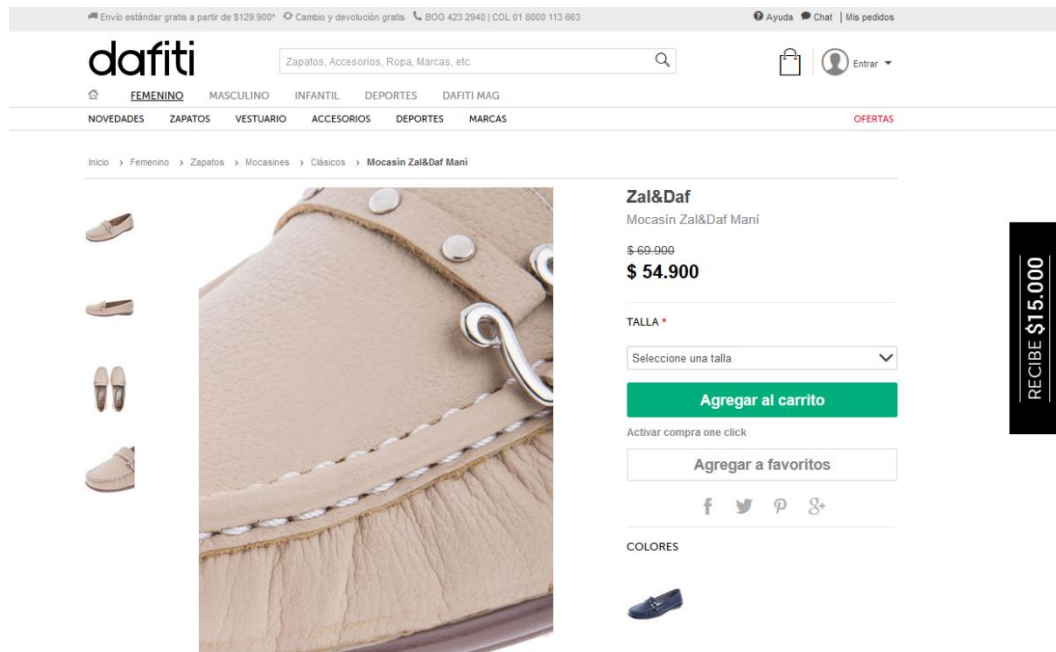 Envío estándar gratis a partir de $129.900* Cambio y devolución gratis BOG 423 2940 | COL 01 8000 113 663 Ayuda Chat | Mis pedidos
dafiti Zapatos, Accesorios, Ropa, Marcas, etc. Entrar
FEMENINO MASCULINO INFANTIL DEPORTES DAFITI MAG
NOVEDADES ZAPATOS VESTUARIO ACCESORIOS DEPORTES MARCAS OFERTAS
Inicio > Femenino > Zapatos > Mocasines > Clásicos > Mocasín Zal&Daf Maní
Zal&Daf
Mocasín Zal&Daf Maní
$ 69.900
$ 54.900
TALLA *
Seleccione una talla
Agregar al carrito
Activar compra one click
Agregar a favoritos
COLORES
RECIBE $15.000